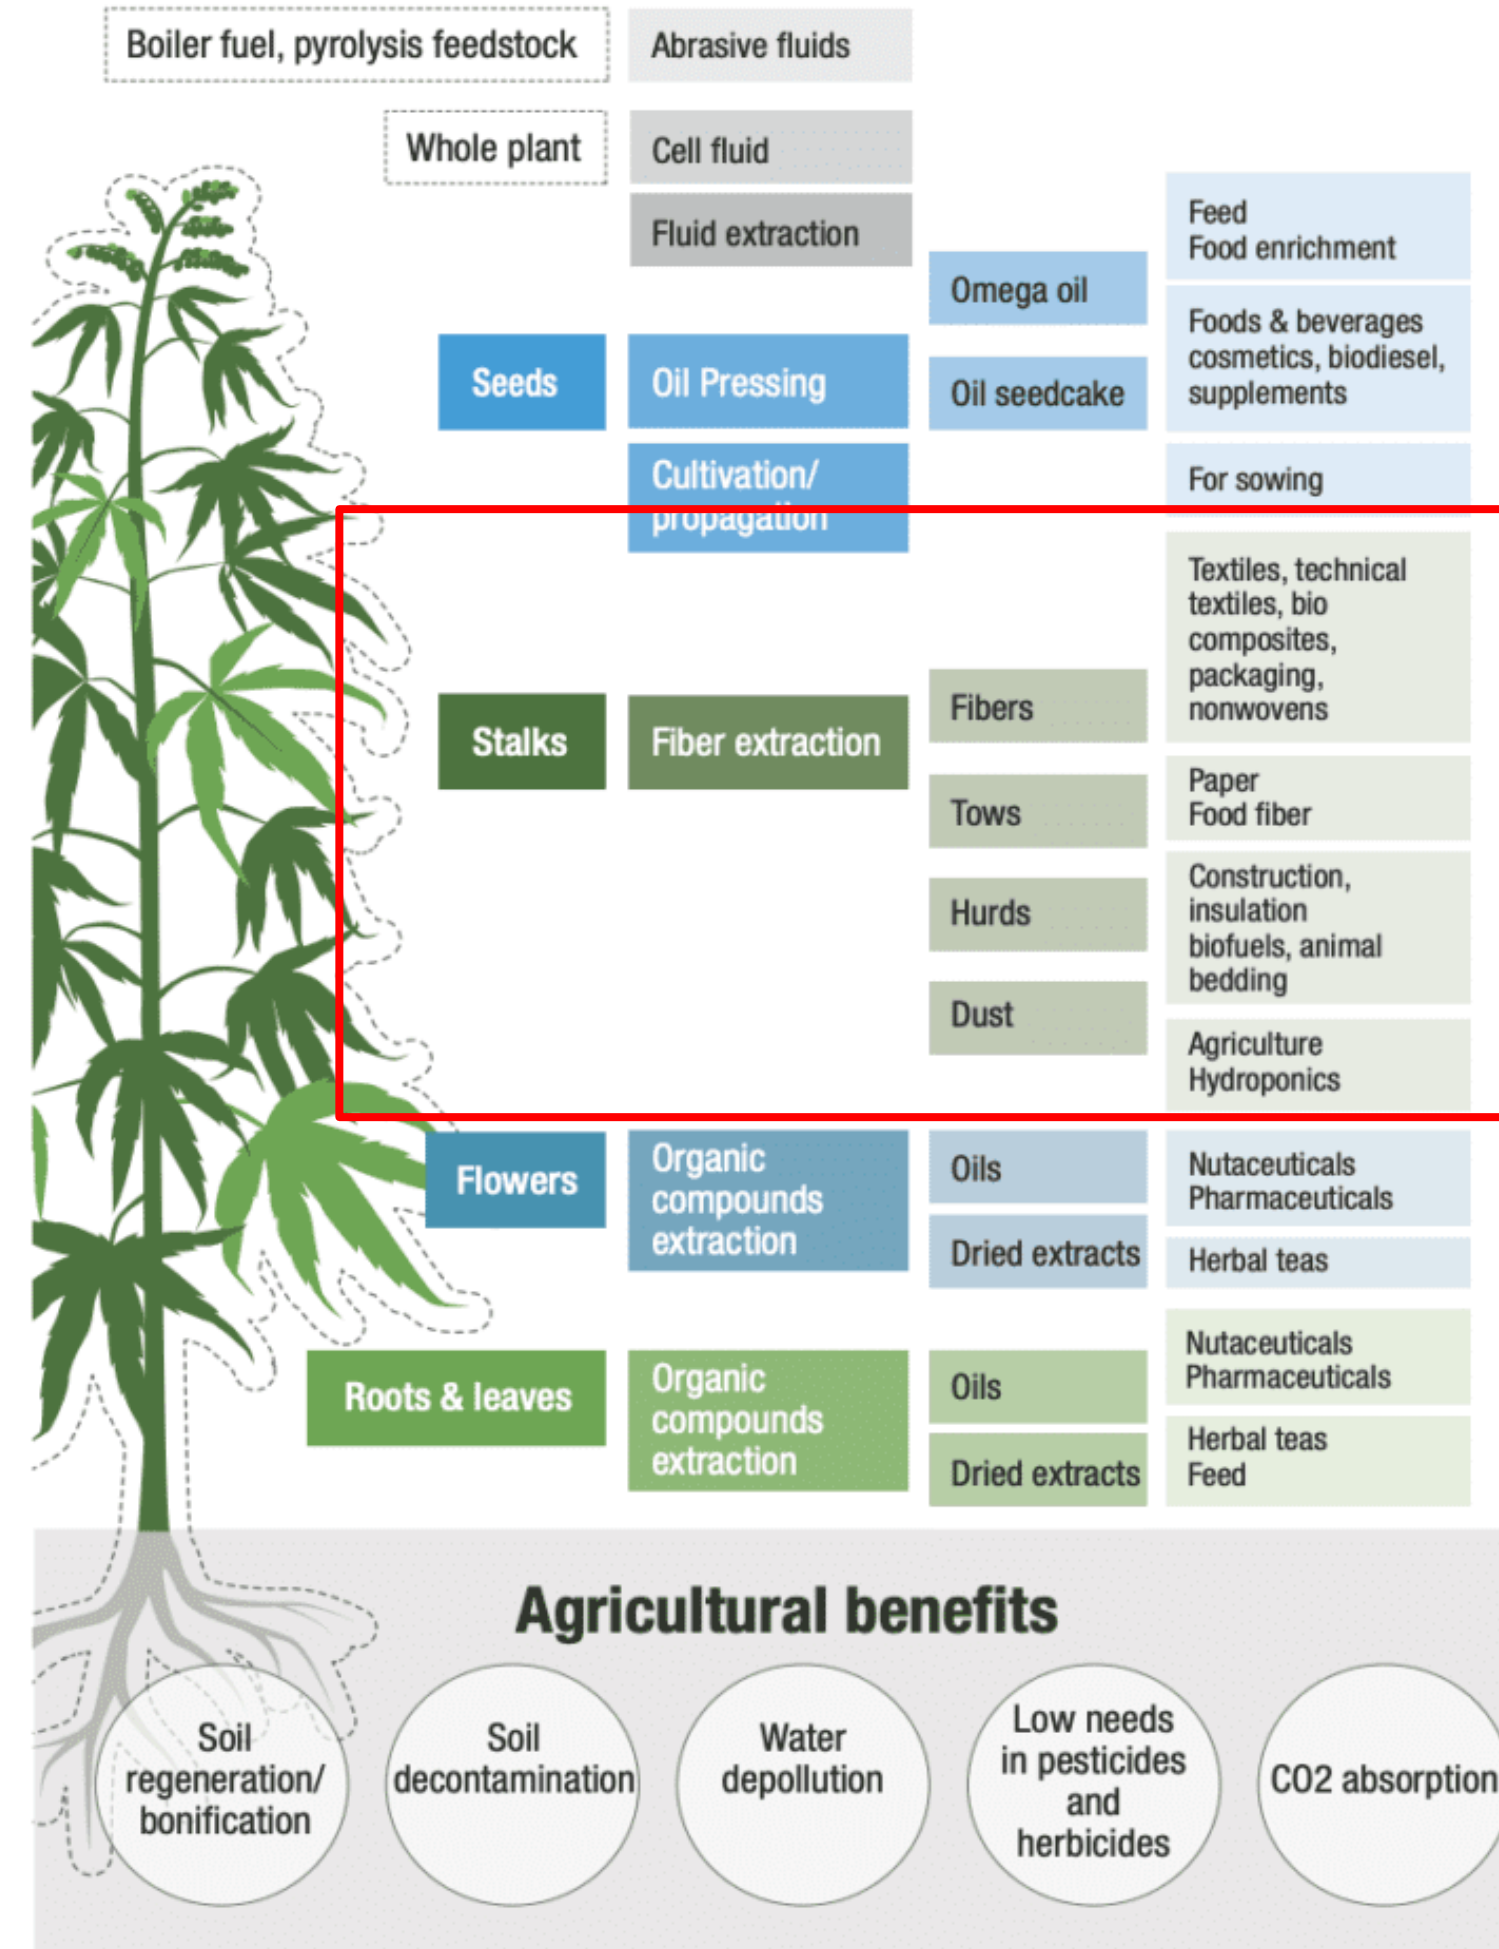 Boiler fuel, pyrolysis feedstock
Abrasive fluids
Whole plant
Cell fluid
Fluid extraction
Seeds
Oil Pressing
Cultivation/
propagation
Omega oil
Oil seedcake
Feed
Food enrichment
Foods & beverages
cosmetics, biodiesel,
supplements
For sowing
Stalks
Fiber extraction
Fibers
Tows
Hurds
Dust
Textiles, technical
textiles, bio
composites,
packaging,
nonwovens
Paper
Food fiber
Construction,
insulation
biofuels, animal
bedding
Agriculture
Hydroponics
Flowers
Organic
compounds
extraction
Oils
Dried extracts
Nutaceuticals
Pharmaceuticals
Herbal teas
Roots & leaves
Organic
compounds
extraction
Oils
Dried extracts
Nutaceuticals
Pharmaceuticals
Herbal teas
Feed
Agricultural benefits
Soil
regeneration/
bonification
Soil
decontamination
Water
depollution
Low needs
in pesticides
and
herbicides
CO2 absorption